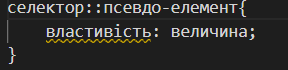 селектор::псевдо-елемент{
властивість: величина;
}